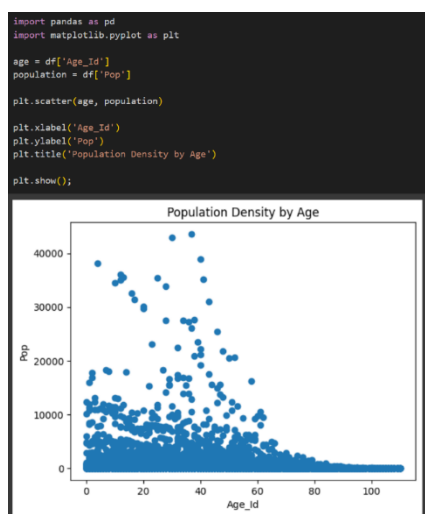 import pandas as pd
import matplotlib.pyplot as plt
age = df['Age_Id']
population = df['Pop']
plt.scatter(age, population)
plt.xlabel('Age_Id')
plt.ylabel('Pop')
plt.title('Population Density by Age')
plt.show();
Population Density by Age
40000
30000
Pop
20000
10000
0
0 20 40 60 80 100
Age_Id